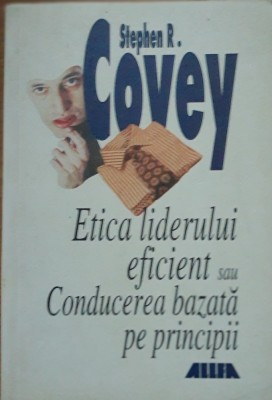 Stephen R.
Covey
Etica liderului
eficient sau
Conducerea bazată
pe principii
ALLFA